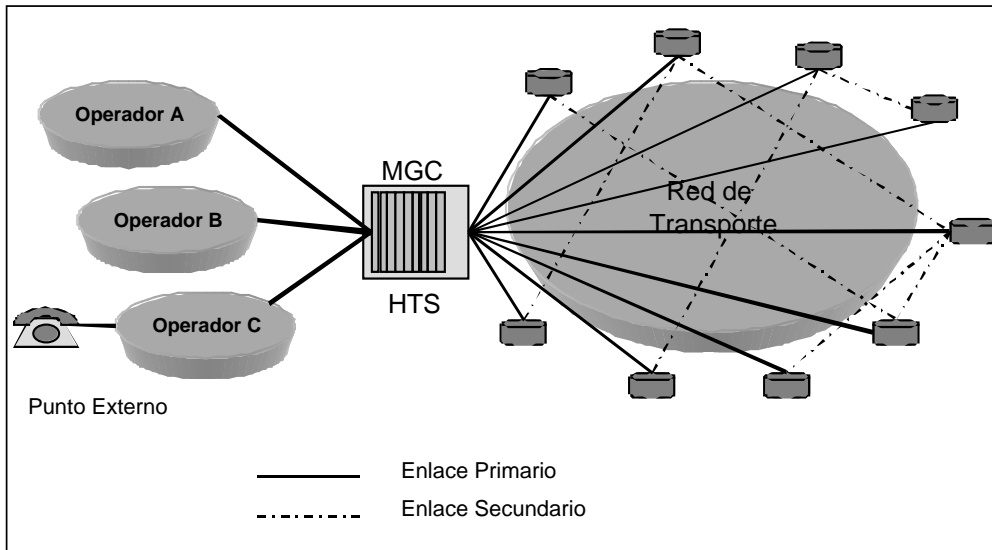 Operador A
MGC
Red de
Transporte
Operador B
HTS
Operador C
Punto Externo
Enlace Primario
Enlace Secundario